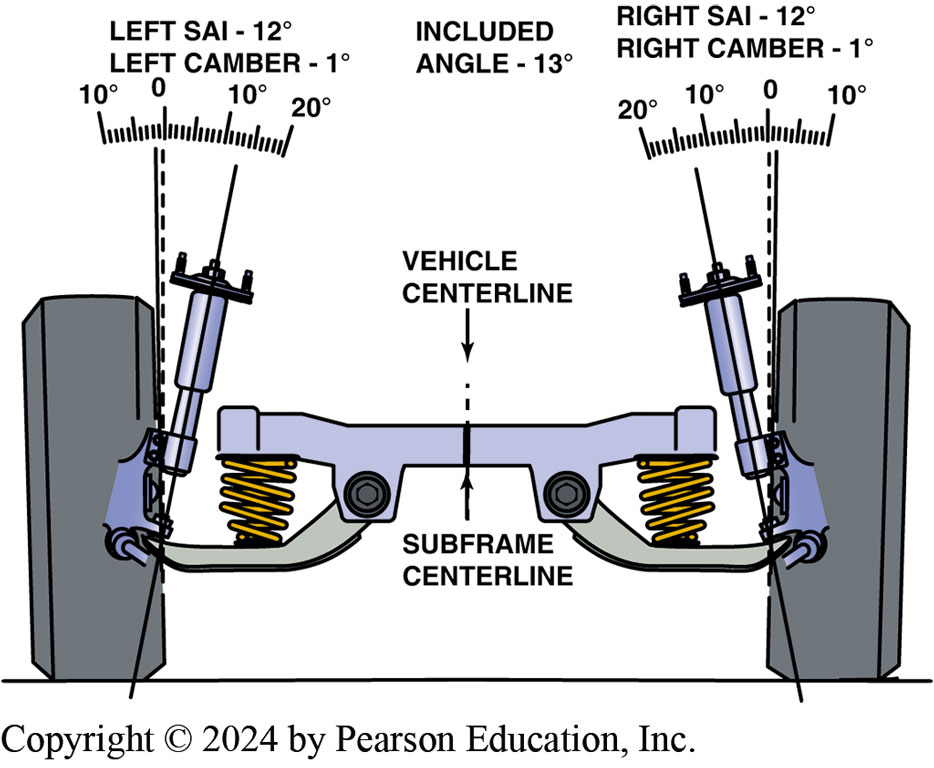 LEFT SAI - 12°
LEFT CAMBER - 1°
INCLUDED
ANGLE - 13°
RIGHT SAI - 12°
RIGHT CAMBER - 1°
10° 0 10° 20°
20° 10° 0 10°
VEHICLE
CENTERLINE
SUBFRAME
CENTERLINE
Copyright © 2024 by Pearson Education, Inc.